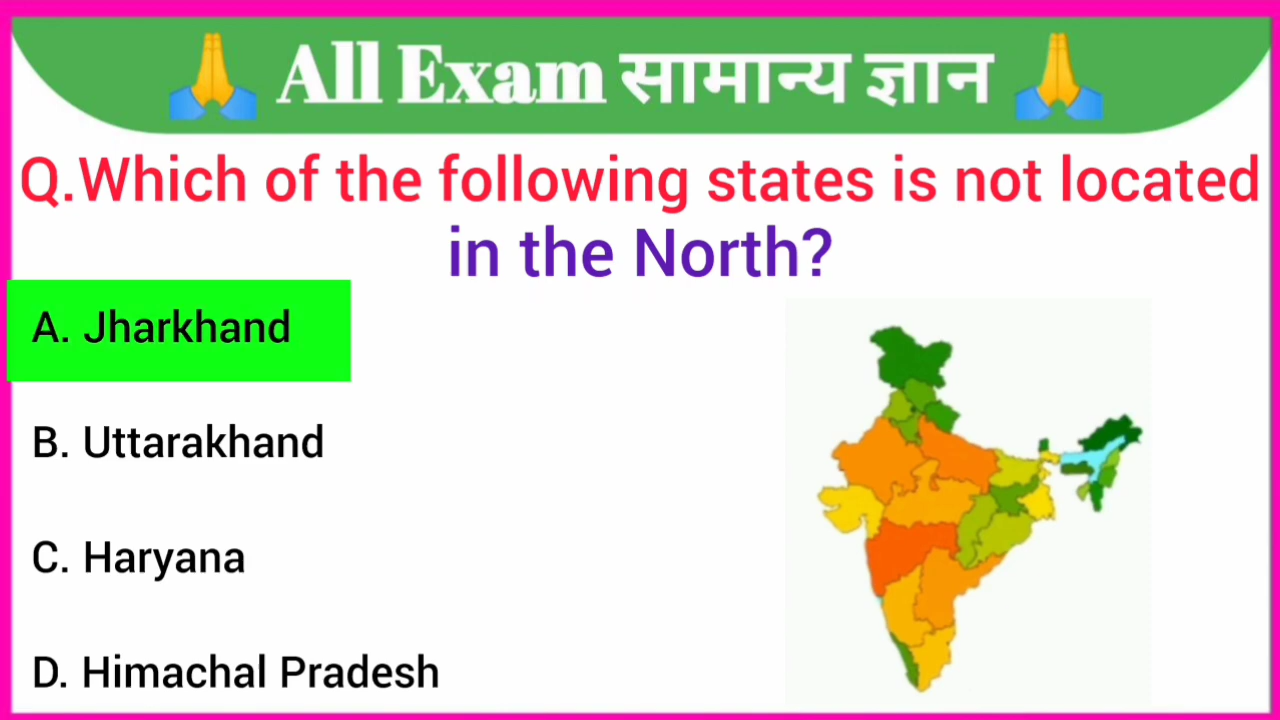 🙏 All Exam सामान्य ज्ञान 🙏
Q.Which of the following states is not located
in the North?
A. Jharkhand
B. Uttarakhand
C. Haryana
D. Himachal Pradesh